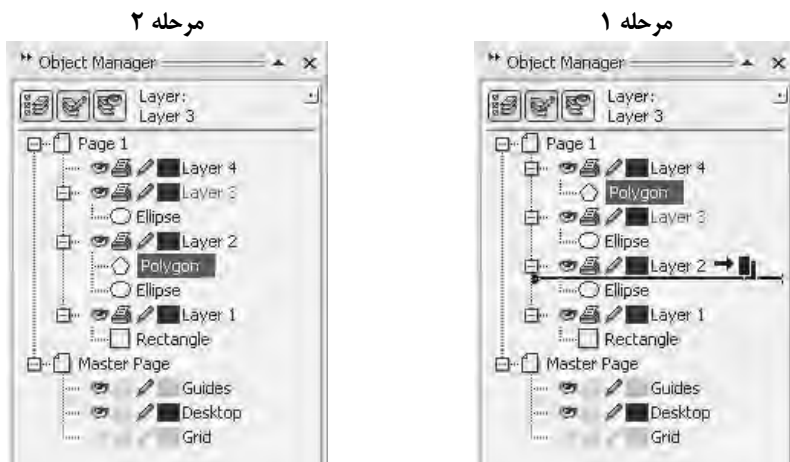 مرحله ۱
Object Manager
Layer:
Layer 3
Page 1
Layer 4
Polygon
Layer 3
Ellipse
Layer 2
Ellipse
Layer 1
Rectangle
Master Page
Guides
Desktop
Grid
مرحله ۲
Object Manager
Layer:
Layer 3
Page 1
Layer 4
Layer 3
Ellipse
Layer 2
Polygon
Ellipse
Layer 1
Rectangle
Master Page
Guides
Desktop
Grid